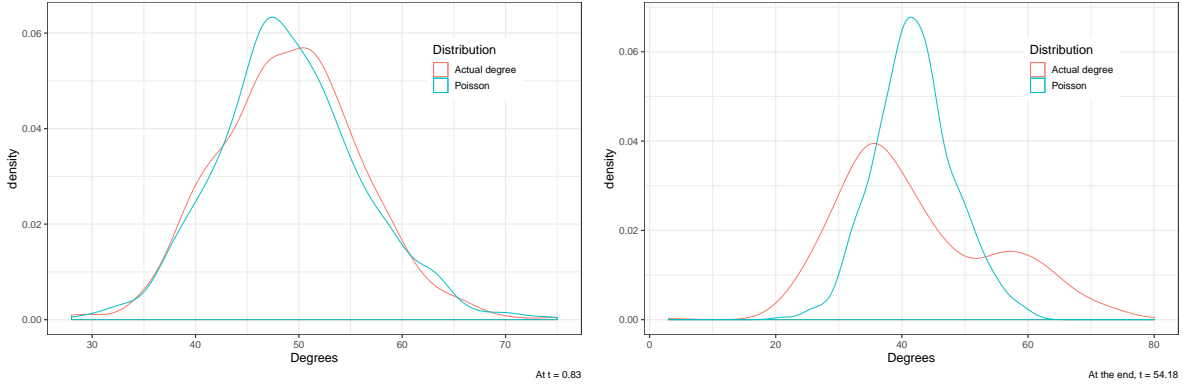 0.06
0.04
0.02
0.00
density
30
40
50
60
70
Degrees
Distribution
Actual degree
Poisson
At t = 0.83
0.06
0.04
0.02
0.00
density
0
20
40
60
80
Degrees
Distribution
Actual degree
Poisson
At the end, t = 54.18